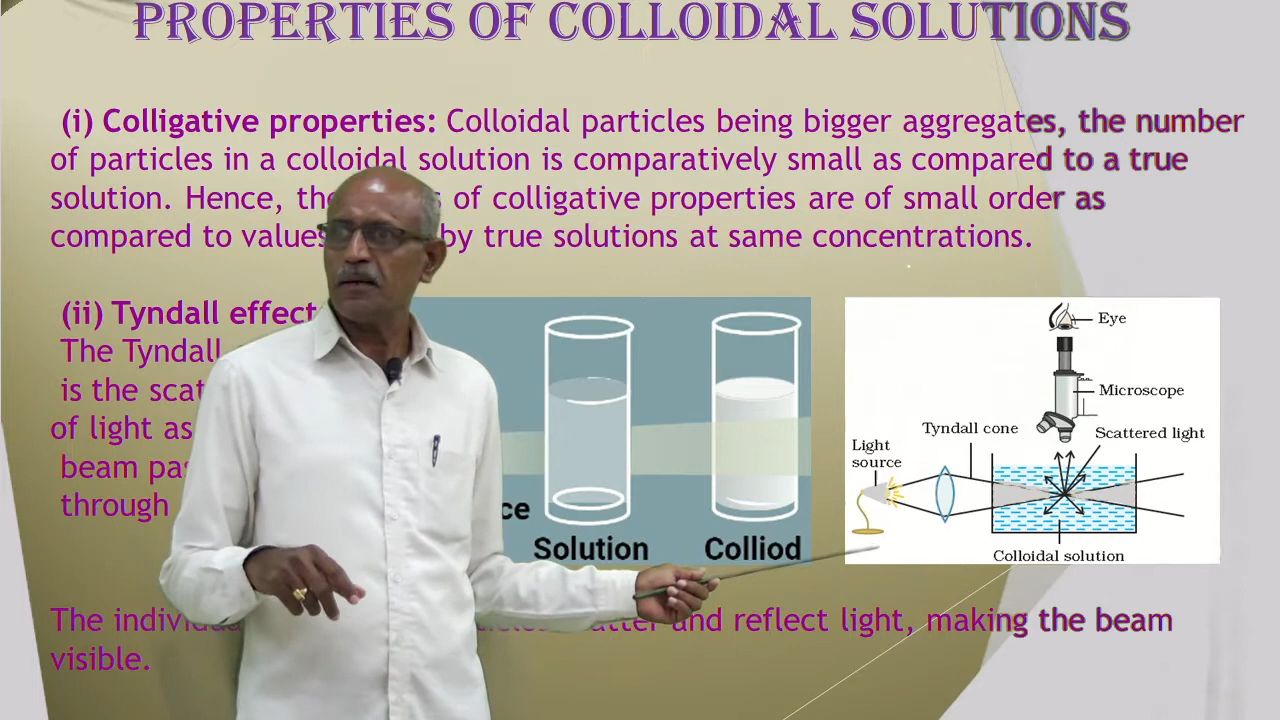 PROPERTIES OF COLLOIDAL SOLUTIONS
(i) Colligative properties: Colloidal particles being bigger aggregates, the number
of particles in a colloidal solution is comparatively small as compared to a true
solution. Hence, the of colligative properties are of small order as
compared to values by true solutions at same concentrations.
(ii) Tyndall effect
The Tyndall
is the
of light as
beam
through
Solution
Colliod
Eye
Microscope
Tyndall cone
Scattered light
Light
source
Colloidal solution
The and reflect light, making the beam
visible.